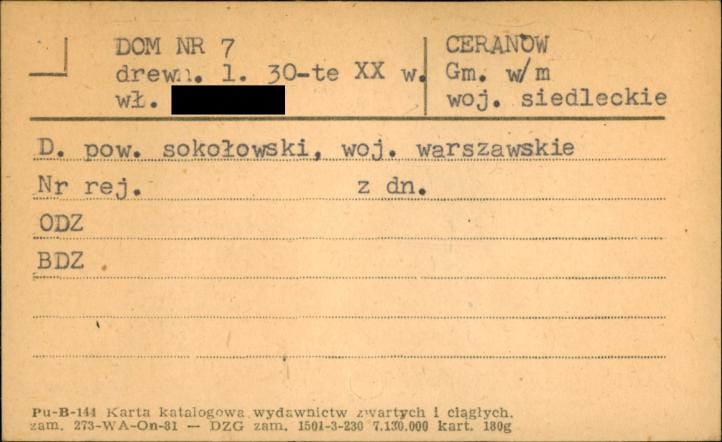 DOM NR 7
drewn. l. 30-te XX w.
wł.
CERANÓW
Gm. w/m
woj. siedleckie
D. pow. sokołowski, woj. warszawskie
Nr rej. z dn.
ODZ
BDZ
Pu-B-144 Karta katalogowa wydawnictw zwartych i ciągłych.
zam. 273-WA-On-81 — DZG zam. 1501-3-230 7.130.000 kart. 180g